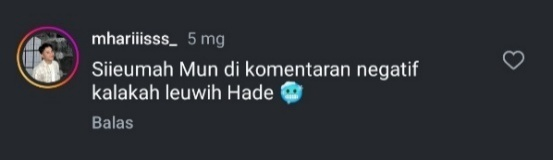 mhariiisss_ 5 mg
Siieumah Mun di komentaran negatif
kalakah leuwih Hade 🥶
Balas